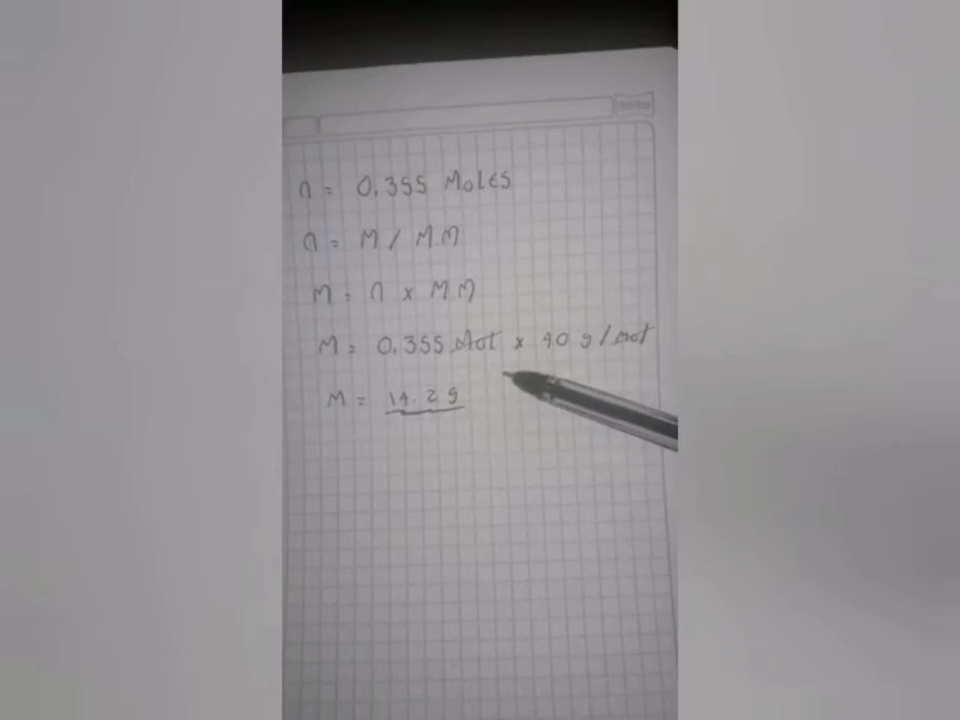 n = 0.355 Moles
n = M / M.M
M = n x M.M
M = 0.355 Mol x 40 g/mol
M = 14.2 g